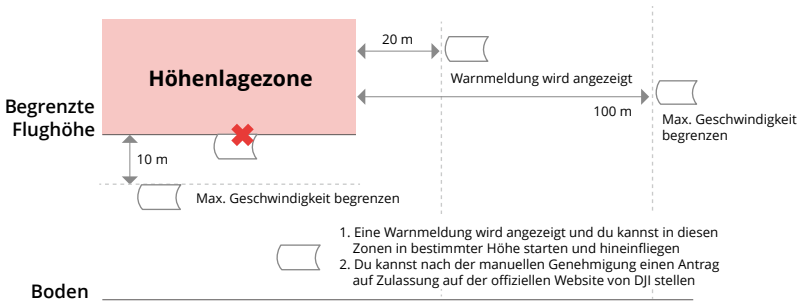 20 m
Höhenlagezone
Warnmeldung wird angezeigt
Begrenzte
Flughöhe
100 m
Max. Geschwindigkeit
begrenzen
10 m
Max. Geschwindigkeit begrenzen
1. Eine Warnmeldung wird angezeigt und du kannst in diesen
Zonen in bestimmter Höhe starten und hineinfliegen
2. Du kannst nach der manuellen Genehmigung einen Antrag
auf Zulassung auf der offiziellen Website von DJI stellen
Boden